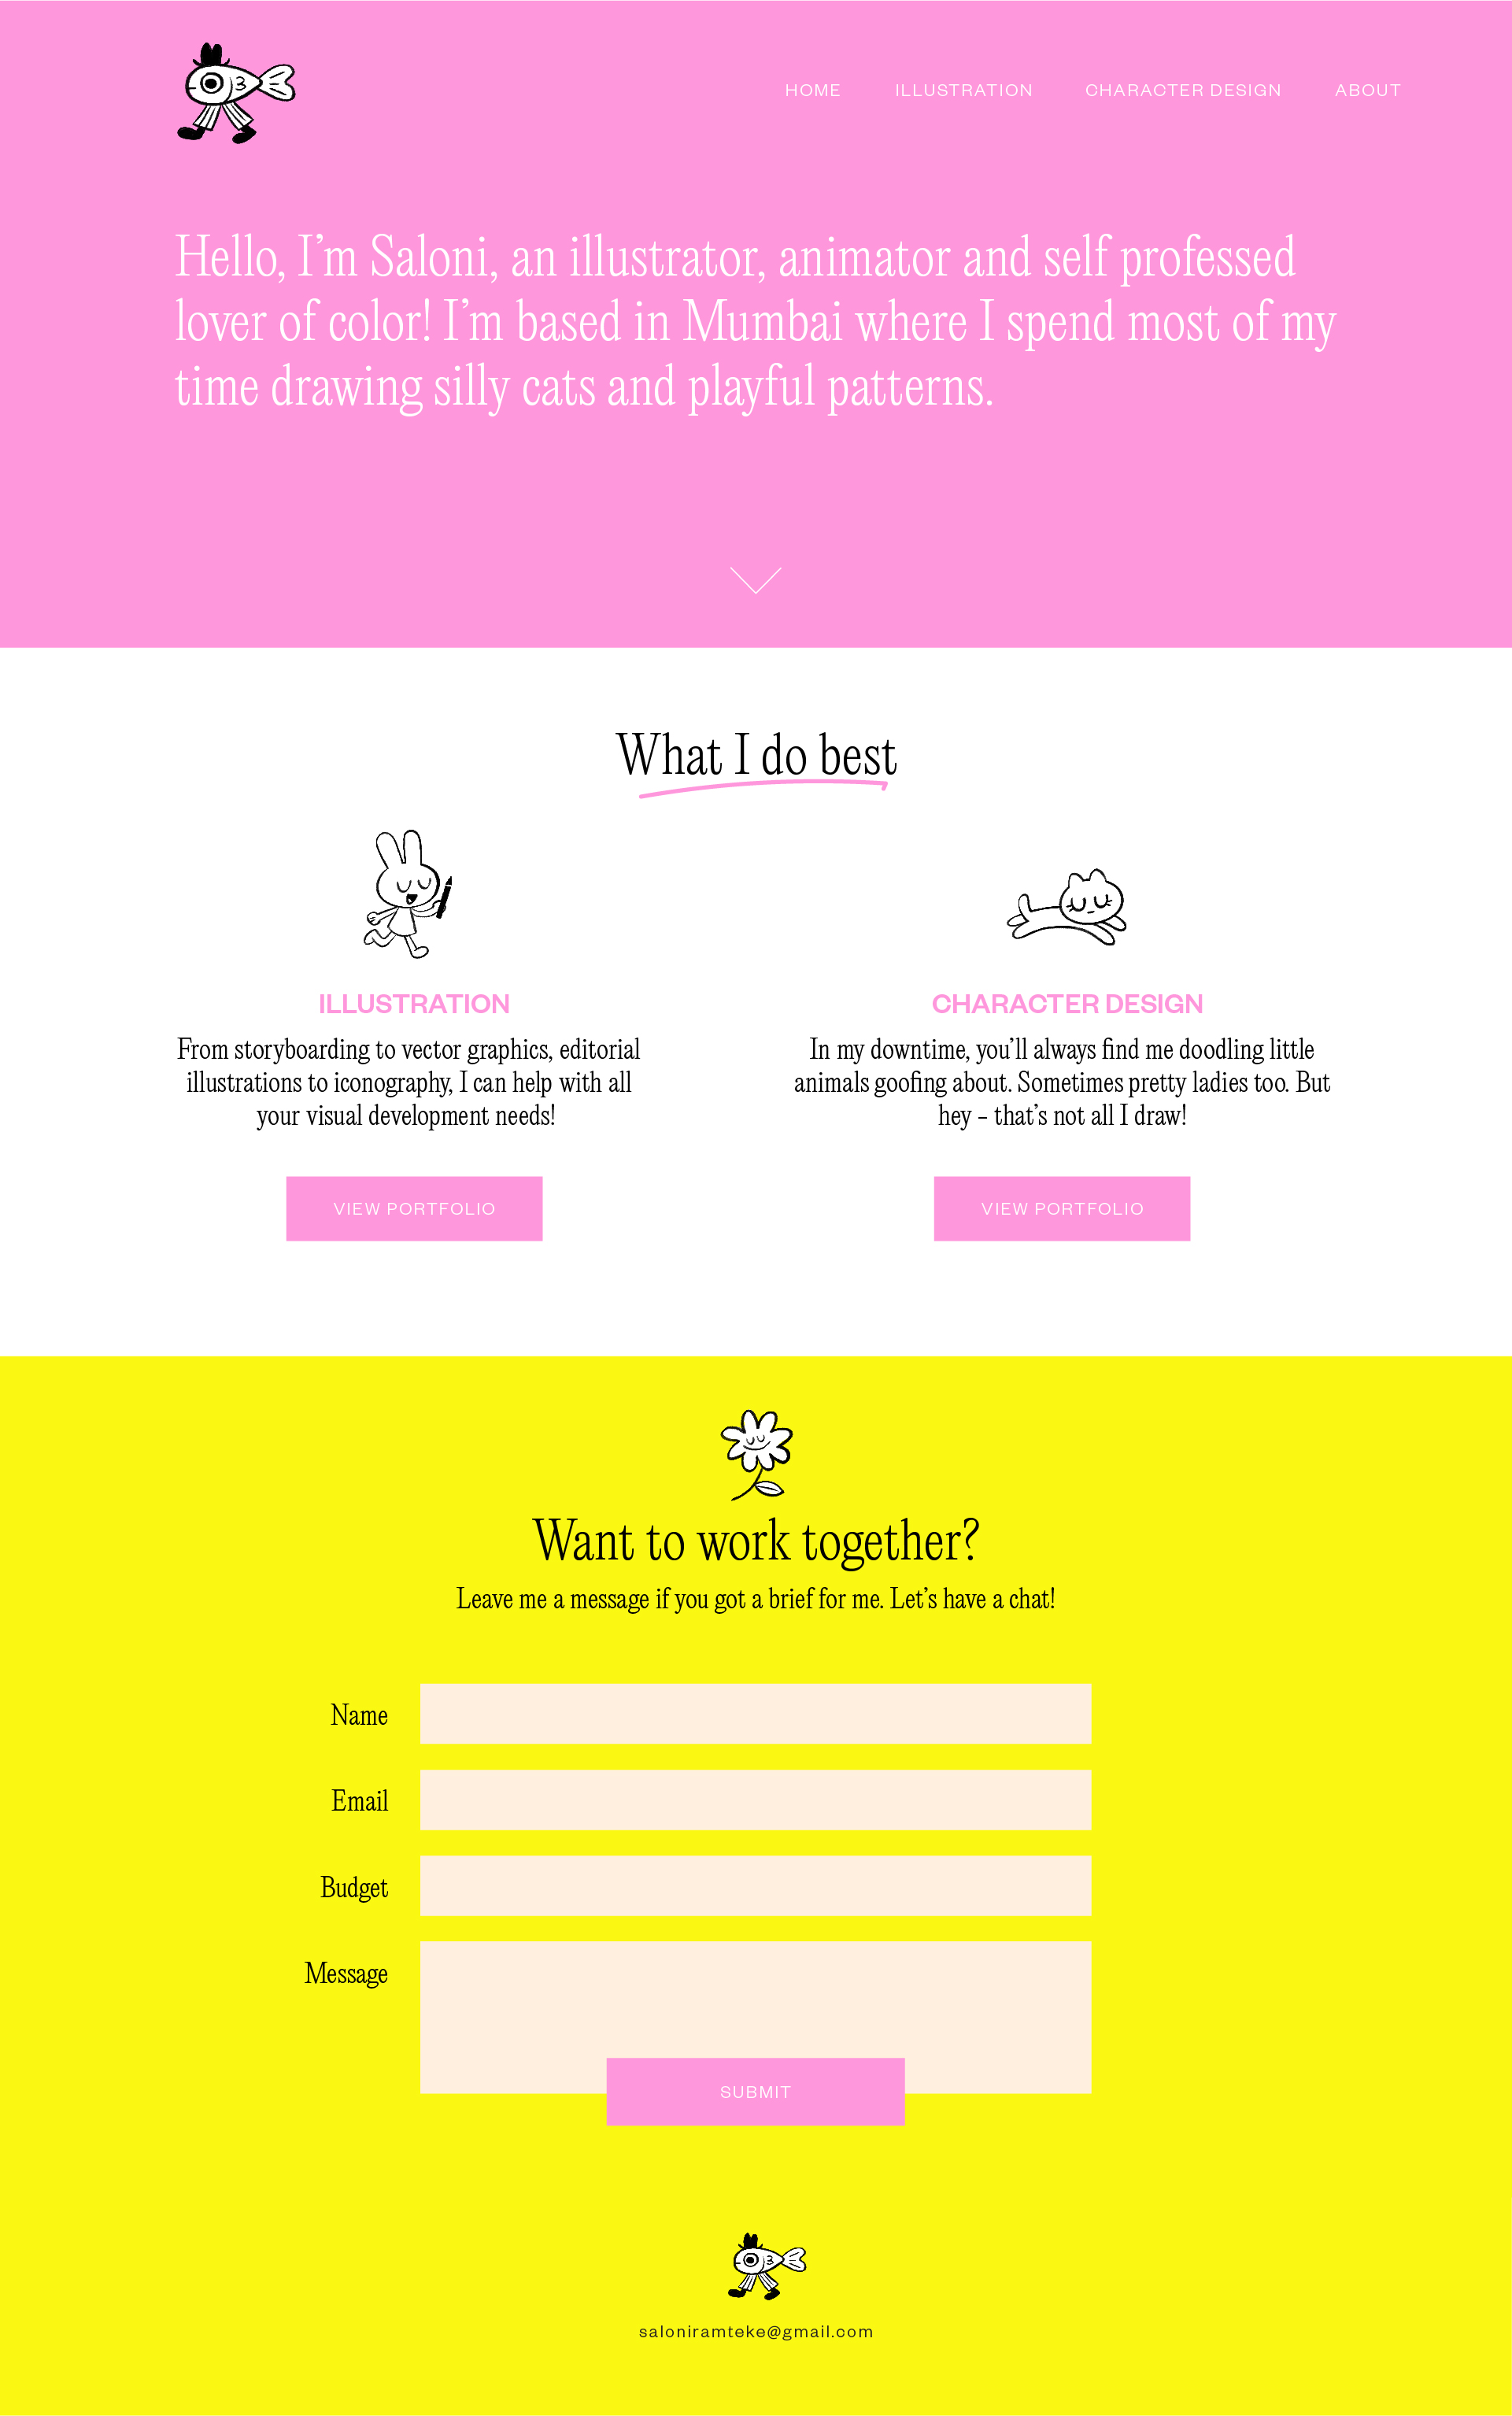 HOME ILLUSTRATION CHARACTER DESIGN ABOUT
Hello, I’m Saloni, an illustrator, animator and self professed
lover of color! I’m based in Mumbai where I spend most of my
time drawing silly cats and playful patterns.
What I do best
ILLUSTRATION
From storyboarding to vector graphics, editorial
illustrations to iconography, I can help with all
your visual development needs!
VIEW PORTFOLIO
CHARACTER DESIGN
In my downtime, you’ll always find me doodling little
animals goofing about. Sometimes pretty ladies too. But
hey - that’s not all I draw!
VIEW PORTFOLIO
Want to work together?
Leave me a message if you got a brief for me. Let’s have a chat!
Name
Email
Budget
Message
SUBMIT
saloniramteke@gmail.com